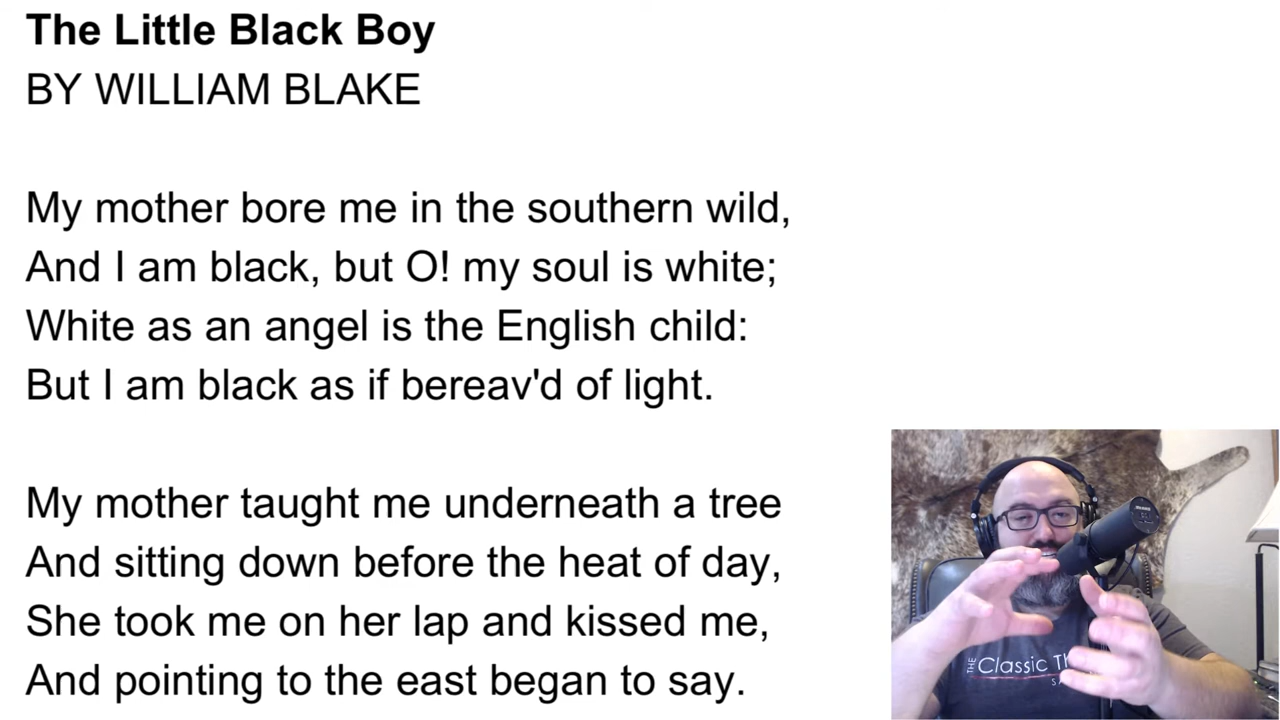 The Little Black Boy
BY WILLIAM BLAKE
My mother bore me in the southern wild,
And I am black, but O! my soul is white;
White as an angel is the English child:
But I am black as if bereav'd of light.
My mother taught me underneath a tree
And sitting down before the heat of day,
She took me on her lap and kissed me,
And pointing to the east began to say.
THE Classic